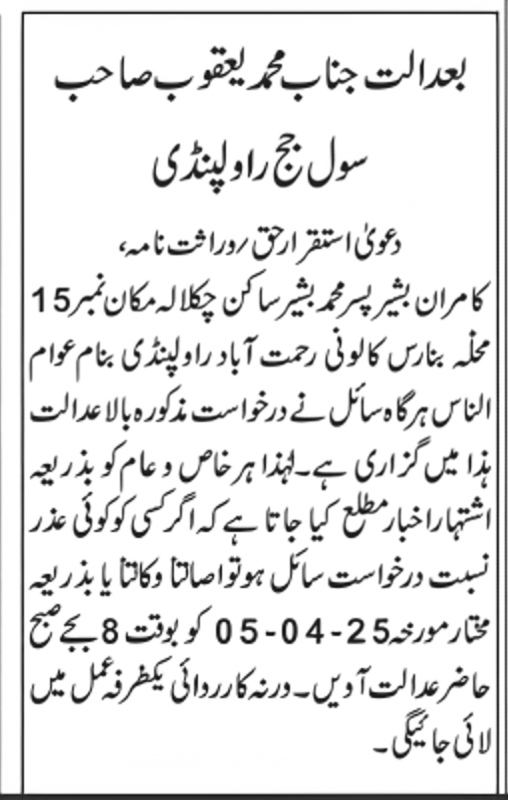 بعدالت جناب محمد یعقوب صاحب
سول جج راولپنڈی
دعویٰ استقرار حق / وراثت نامہ،
کامران بشیر پسر محمد بشیر ساکن چکلالہ مکان نمبر 15
محلّہ بنارس کالونی رحمت آباد راولپنڈی بنام عوام
الناس ہرگاہ سائل نے درخواست مذکورہ بالا عدالت
ہذا میں گزاری ہے۔ لہٰذا ہر خاص و عام کو بذریعہ
اشتہار اخبار مطلع کیا جاتا ہے کہ اگر کسی کو کوئی عذر
نسبت درخواست سائل ہو تو اصالتاً وکالتاً یا بذریعہ
مختار مورخہ 25-04-05 کو بوقت 8 بجے صبح
حاضر عدالت آویں۔ ورنہ کارردائی یکطرفہ عمل میں
لائی جائیگی۔